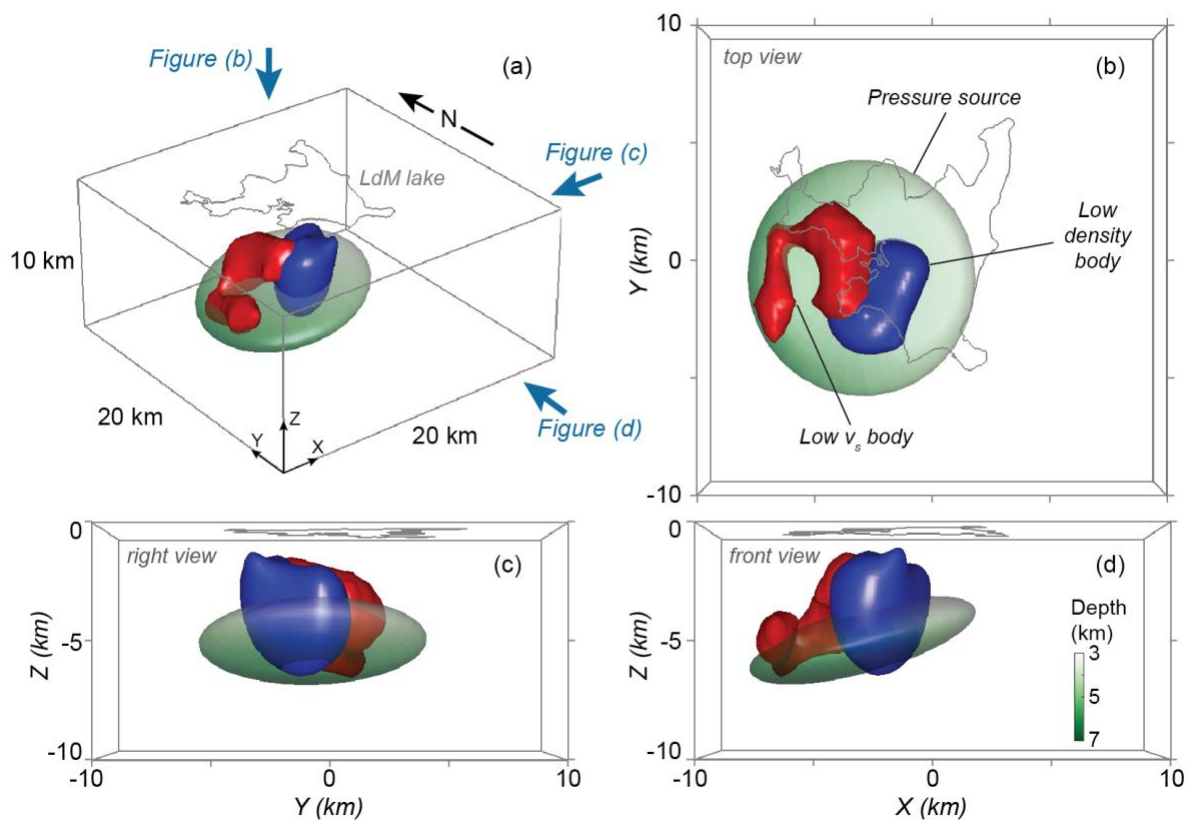 Figure (b)
(a)
N
LdM lake
Figure (c)
10 km
20 km
Z
Y
X
20 km
Figure (d)
10
top view
(b)
Pressure source
Y (km)
0
Low
density
body
Low vs body
-10
0
right view
(c)
Z (km)
-5
-10
-10
0
10
Y (km)
0
front view
(d)
Z (km)
-5
-10
Depth
(km)
3
5
7
-10
0
10
X (km)